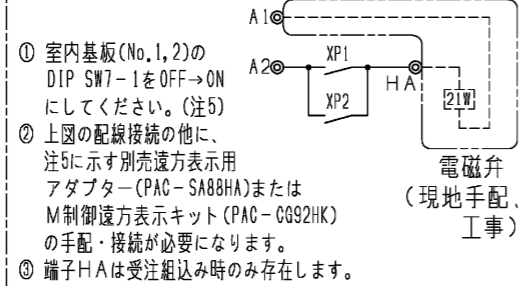 A1
XP1
A2
HA
XP2
21W
① 室内基板(No.1,2)の
DIP SW7-1をOFF→ON
にしてください。(注5)
② 上図の配線接続の他に、
注5に示す別売遠方表示用
アダプター(PAC-SA88HA)または
M制御遠方表示キット(PAC-CG92HK)
の手配・接続が必要になります。
③ 端子HAは受注組込み時のみ存在します。
電磁弁
(現地手配、
工事)